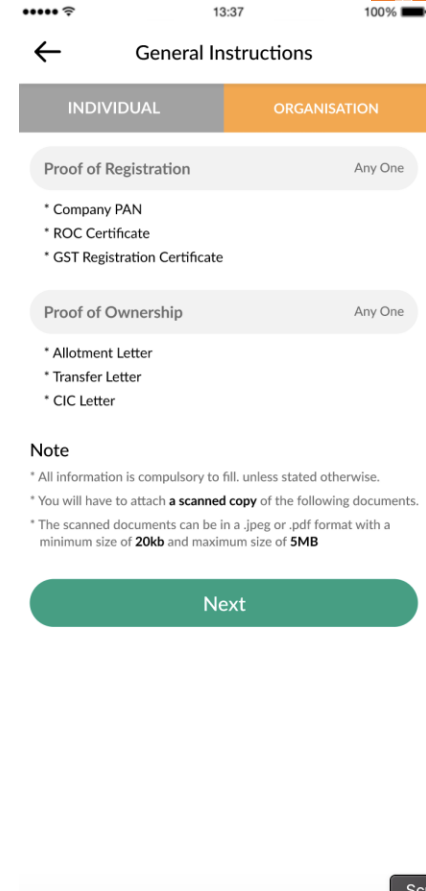 13:37
100%
General Instructions
INDIVIDUAL
ORGANISATION
Proof of Registration
Any One
* Company PAN
* ROC Certificate
* GST Registration Certificate
Proof of Ownership
Any One
* Allotment Letter
* Transfer Letter
* CIC Letter
Note
* All information is compulsory to fill. unless stated otherwise.
* You will have to attach a scanned copy of the following documents.
* The scanned documents can be in a .jpeg or .pdf format with a
minimum size of 20kb and maximum size of 5MB
Next